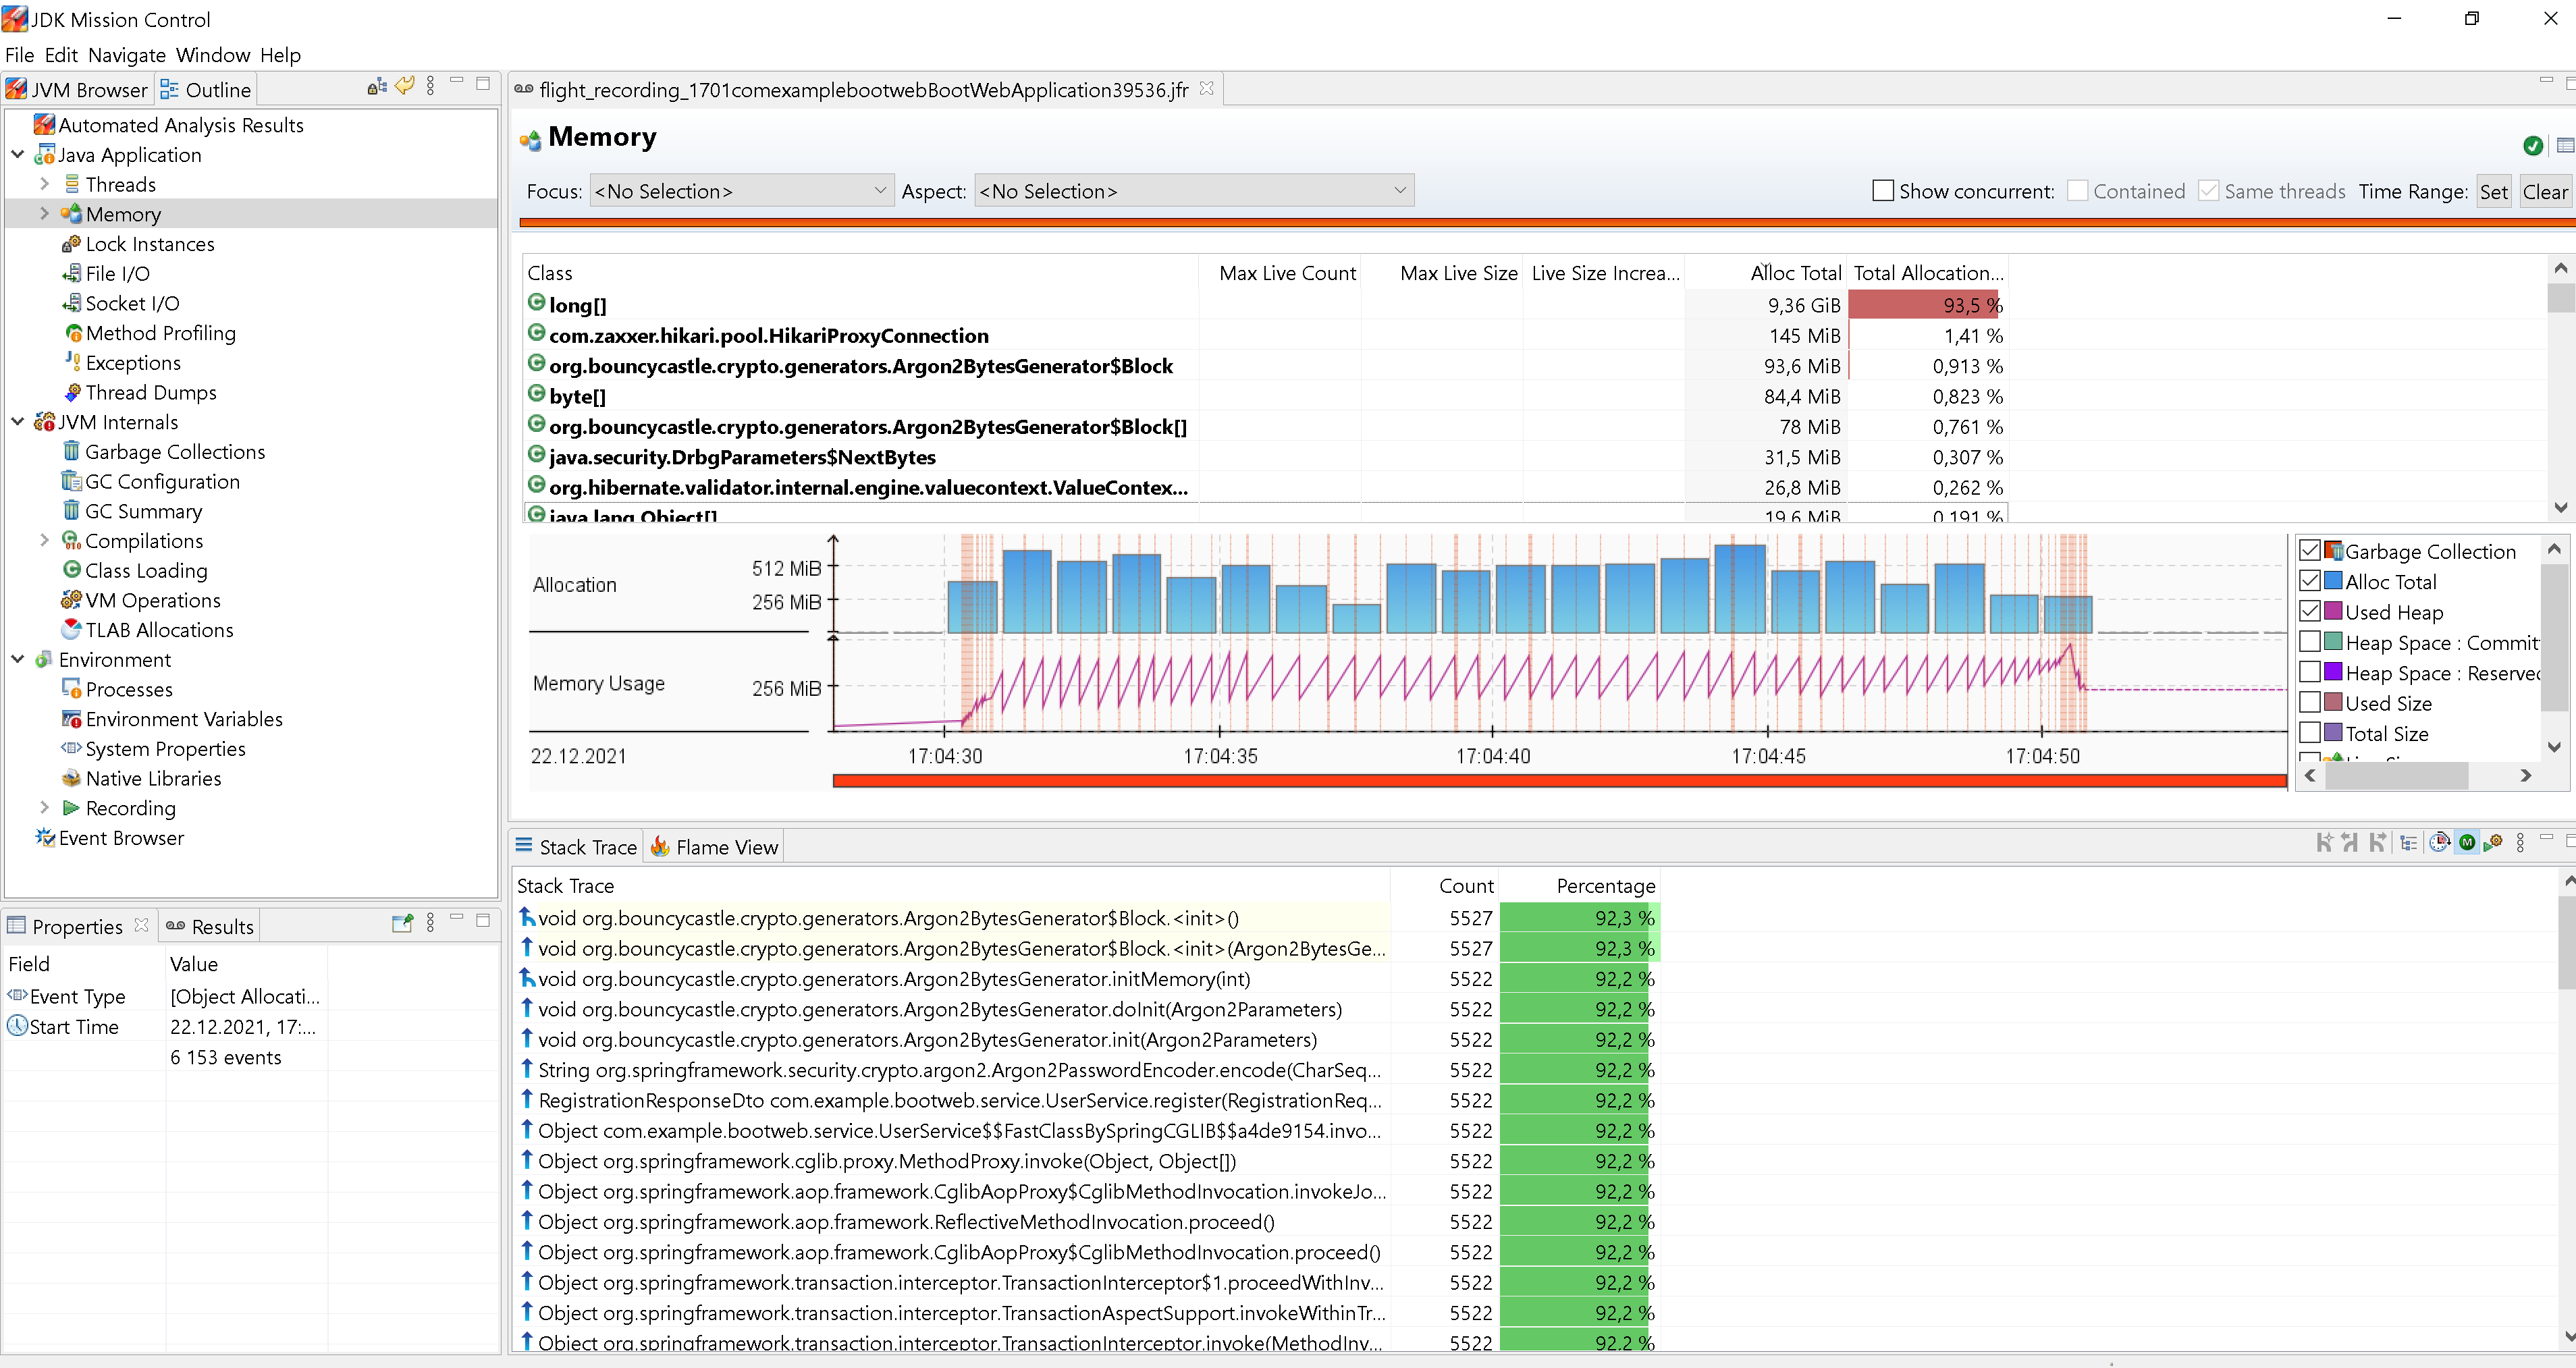 JDK Mission Control
File Edit Navigate Window Help
JVM Browser Outline
Automated Analysis Results
Java Application
Threads
Memory
Lock Instances
File I/O
Socket I/O
Method Profiling
Exceptions
Thread Dumps
JVM Internals
Garbage Collections
GC Configuration
GC Summary
Compilations
Class Loading
VM Operations
TLAB Allocations
Environment
Processes
Environment Variables
System Properties
Native Libraries
Recording
Event Browser
Properties Results
Field Value
Event Type [Object Allocati...
Start Time 22.12.2021, 17:...
6 153 events
flight_recording_1701comexamplebootwebBootWebApplication39536.jfr
Memory
Focus: <No Selection> Aspect: <No Selection> Show concurrent: Contained Same threads Time Range: Set Clear
Class Max Live Count Max Live Size Live Size Increa... Alloc Total Total Allocation...
long[] 9,36 GiB 93,5 %
com.zaxxer.hikari.pool.HikariProxyConnection 145 MiB 1,41 %
org.bouncycastle.crypto.generators.Argon2BytesGenerator$Block 93,6 MiB 0,913 %
byte[] 84,4 MiB 0,823 %
org.bouncycastle.crypto.generators.Argon2BytesGenerator$Block[] 78 MiB 0,761 %
java.security.DrbgParameters$NextBytes 31,5 MiB 0,307 %
org.hibernate.validator.internal.engine.valuecontext.ValueContex... 26,8 MiB 0,262 %
java.lang.Object[] 19,6 MiB 0,191 %
Allocation 512 MiB
256 MiB
Memory Usage 256 MiB
22.12.2021 17:04:30 17:04:35 17:04:40 17:04:45 17:04:50
Garbage Collection
Alloc Total
Used Heap
Heap Space : Commit
Heap Space : Reserved
Used Size
Total Size
Stack Trace Flame View
Stack Trace Count Percentage
void org.bouncycastle.crypto.generators.Argon2BytesGenerator$Block.<init>() 5527 92,3 %
void org.bouncycastle.crypto.generators.Argon2BytesGenerator$Block.<init>(Argon2BytesGe... 5527 92,3 %
void org.bouncycastle.crypto.generators.Argon2BytesGenerator.initMemory(int) 5522 92,2 %
void org.bouncycastle.crypto.generators.Argon2BytesGenerator.doInit(Argon2Parameters) 5522 92,2 %
void org.bouncycastle.crypto.generators.Argon2BytesGenerator.init(Argon2Parameters) 5522 92,2 %
String org.springframework.security.crypto.argon2.Argon2PasswordEncoder.encode(CharSeq... 5522 92,2 %
RegistrationResponseDto com.example.bootweb.service.UserService.register(RegistrationReq... 5522 92,2 %
Object com.example.bootweb.service.UserService$$FastClassBySpringCGLIB$$a4de9154.invo... 5522 92,2 %
Object org.springframework.cglib.proxy.MethodProxy.invoke(Object, Object[]) 5522 92,2 %
Object org.springframework.aop.framework.CglibAopProxy$CglibMethodInvocation.invokeJo... 5522 92,2 %
Object org.springframework.aop.framework.ReflectiveMethodInvocation.proceed() 5522 92,2 %
Object org.springframework.aop.framework.CglibAopProxy$CglibMethodInvocation.proceed() 5522 92,2 %
Object org.springframework.transaction.interceptor.TransactionInterceptor$1.proceedWithInv... 5522 92,2 %
Object org.springframework.transaction.interceptor.TransactionAspectSupport.invokeWithinTr... 5522 92,2 %
Object org.springframework.transaction.interceptor.TransactionInterceptor.invoke(MethodInv... 5522 92,2 %